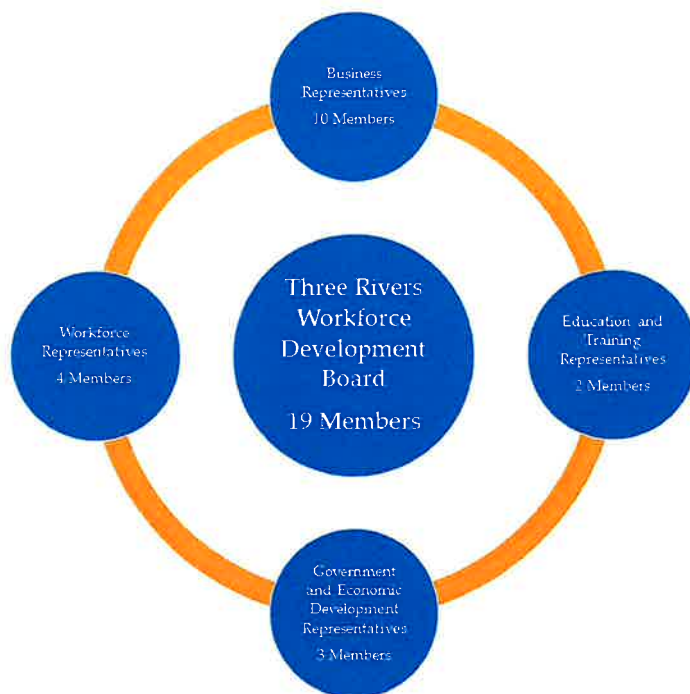 Business
Representatives
10 Members
Three Rivers
Workforce
Development
Board
19 Members
Workforce
Representatives
4 Members
Education and
Training
Representatives
2 Members
Government
and Economic
Development
Representatives
3 Members